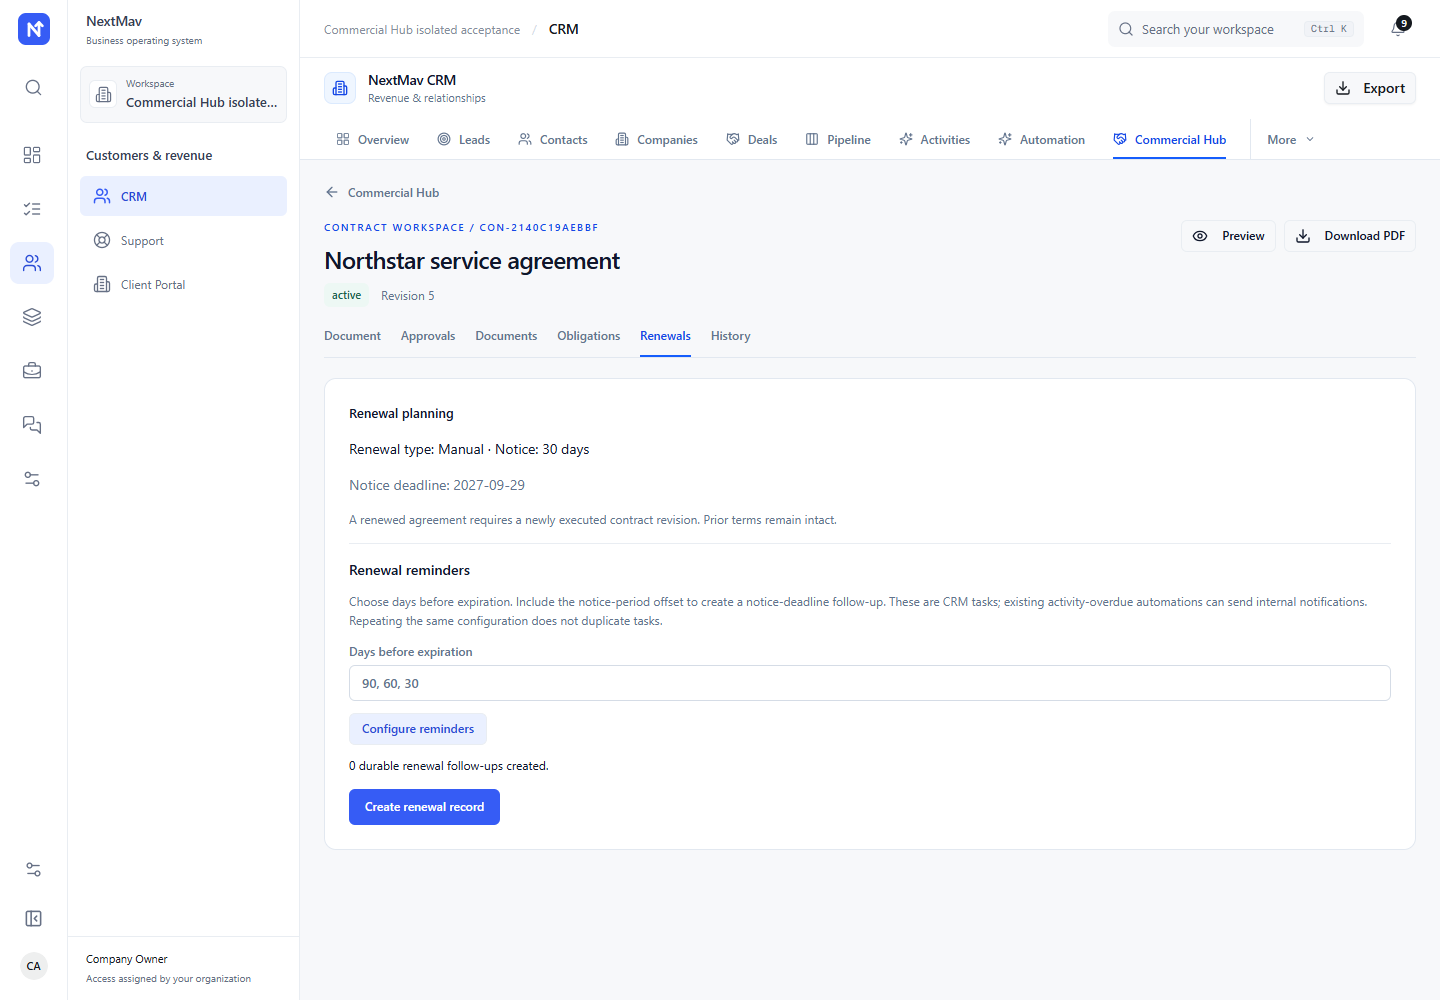 NextMav
Business operating system
Workspace
Commercial Hub isolate...
Customers & revenue
CRM
Support
Client Portal
Company Owner
Access assigned by your organization
CA
Commercial Hub isolated acceptance / CRM
Search your workspace Ctrl K
9
NextMav CRM
Revenue & relationships
Export
Overview Leads Contacts Companies Deals Pipeline Activities Automation Commercial Hub More
Commercial Hub
CONTRACT WORKSPACE / CON-2140C19AEBBF
Northstar service agreement
Preview Download PDF
active Revision 5
Document Approvals Documents Obligations Renewals History
Renewal planning
Renewal type: Manual · Notice: 30 days
Notice deadline: 2027-09-29
A renewed agreement requires a newly executed contract revision. Prior terms remain intact.
Renewal reminders
Choose days before expiration. Include the notice-period offset to create a notice-deadline follow-up. These are CRM tasks; existing activity-overdue automations can send internal notifications.
Repeating the same configuration does not duplicate tasks.
Days before expiration
90, 60, 30
Configure reminders
0 durable renewal follow-ups created.
Create renewal record